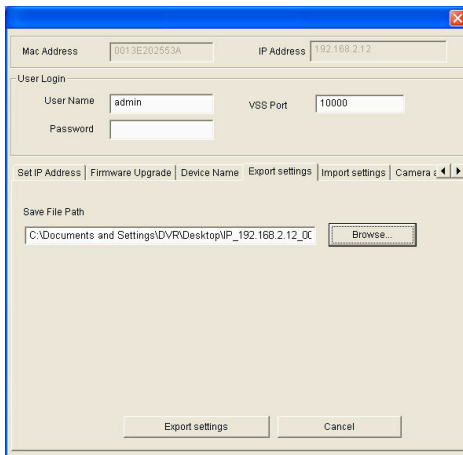 Mac Address 0013E202553A IP Address 192.168.2.12
User Login
User Name admin VSS Port 10000
Password
Set IP Address Firmware Upgrade Device Name Export settings Import settings Camera a
Save File Path
C:\Documents and Settings\DVR\Desktop\IP_192.168.2.12_00 Browse...
Export settings Cancel